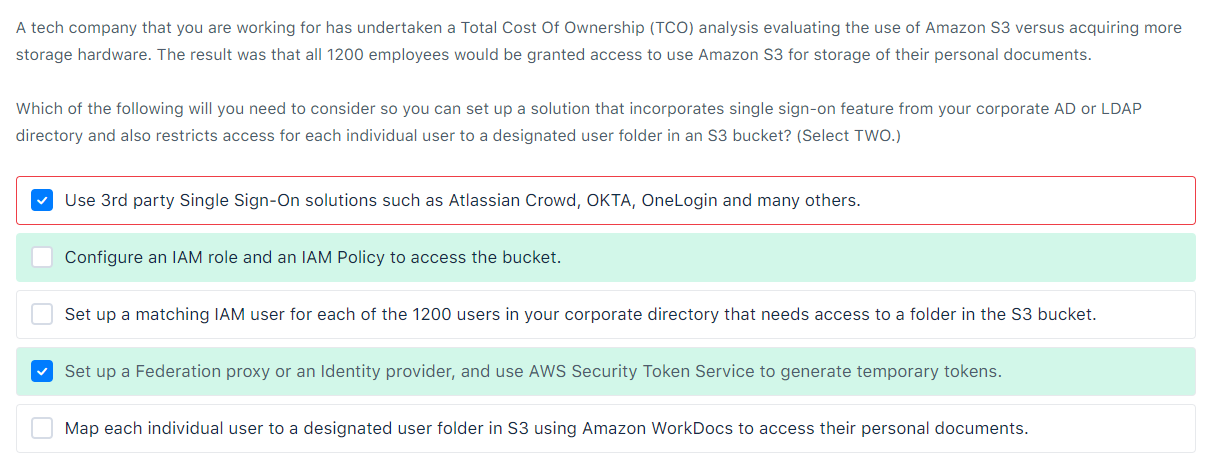 A tech company that you are working for has undertaken a Total Cost Of Ownership (TCO) analysis evaluating the use of Amazon S3 versus acquiring more
storage hardware. The result was that all 1200 employees would be granted access to use Amazon S3 for storage of their personal documents.
Which of the following will you need to consider so you can set up a solution that incorporates single sign-on feature from your corporate AD or LDAP
directory and also restricts access for each individual user to a designated user folder in an S3 bucket? (Select TWO.)
Use 3rd party Single Sign-On solutions such as Atlassian Crowd, OKTA, OneLogin and many others.
Configure an IAM role and an IAM Policy to access the bucket.
Set up a matching IAM user for each of the 1200 users in your corporate directory that needs access to a folder in the S3 bucket.
Set up a Federation proxy or an Identity provider, and use AWS Security Token Service to generate temporary tokens.
Map each individual user to a designated user folder in S3 using Amazon WorkDocs to access their personal documents.